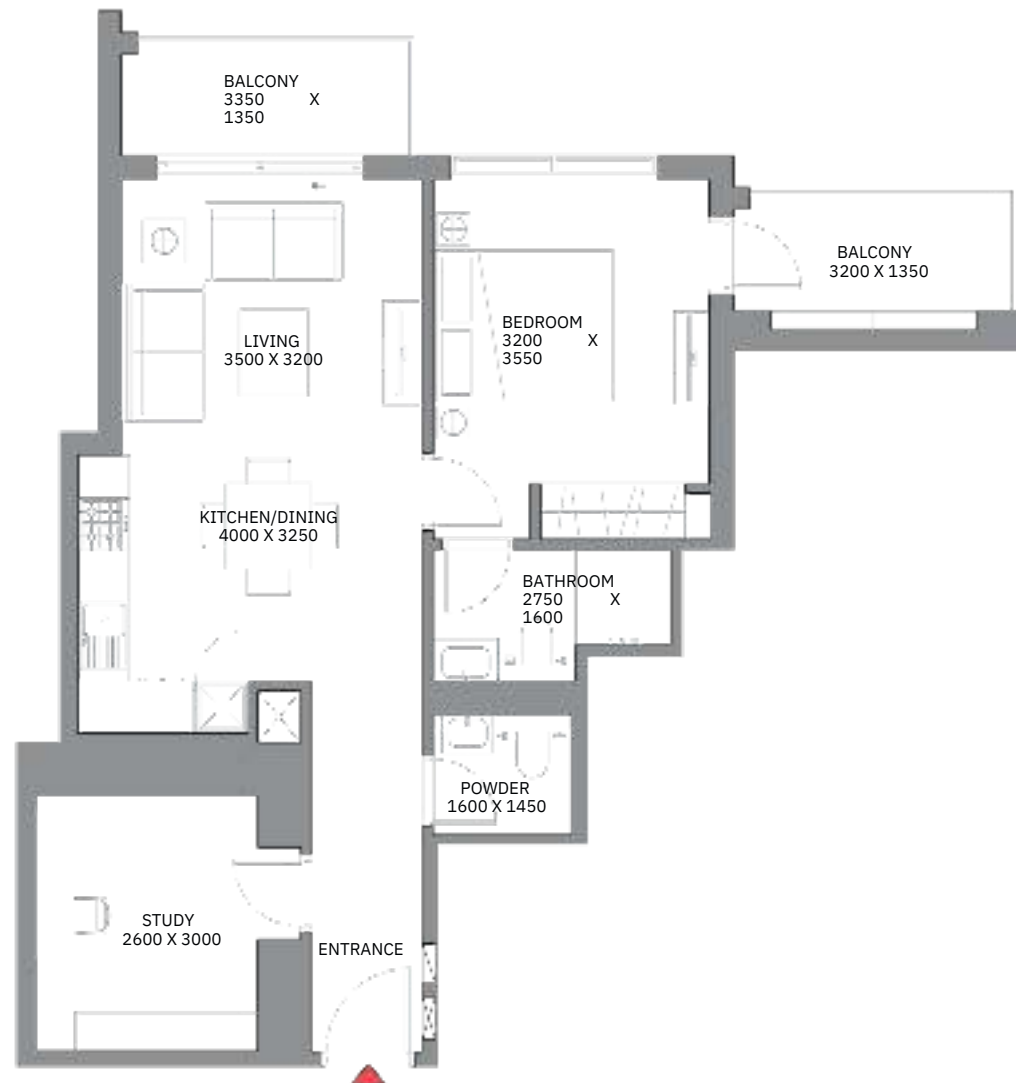 BALCONY
3350 X
1350
BALCONY
3200 X 1350
BEDROOM
3200 X
3550
LIVING
3500 X 3200
KITCHEN/DINING
4000 X 3250
BATHROOM
2750 X
1600
POWDER
1600 X 1450
STUDY
2600 X 3000
ENTRANCE